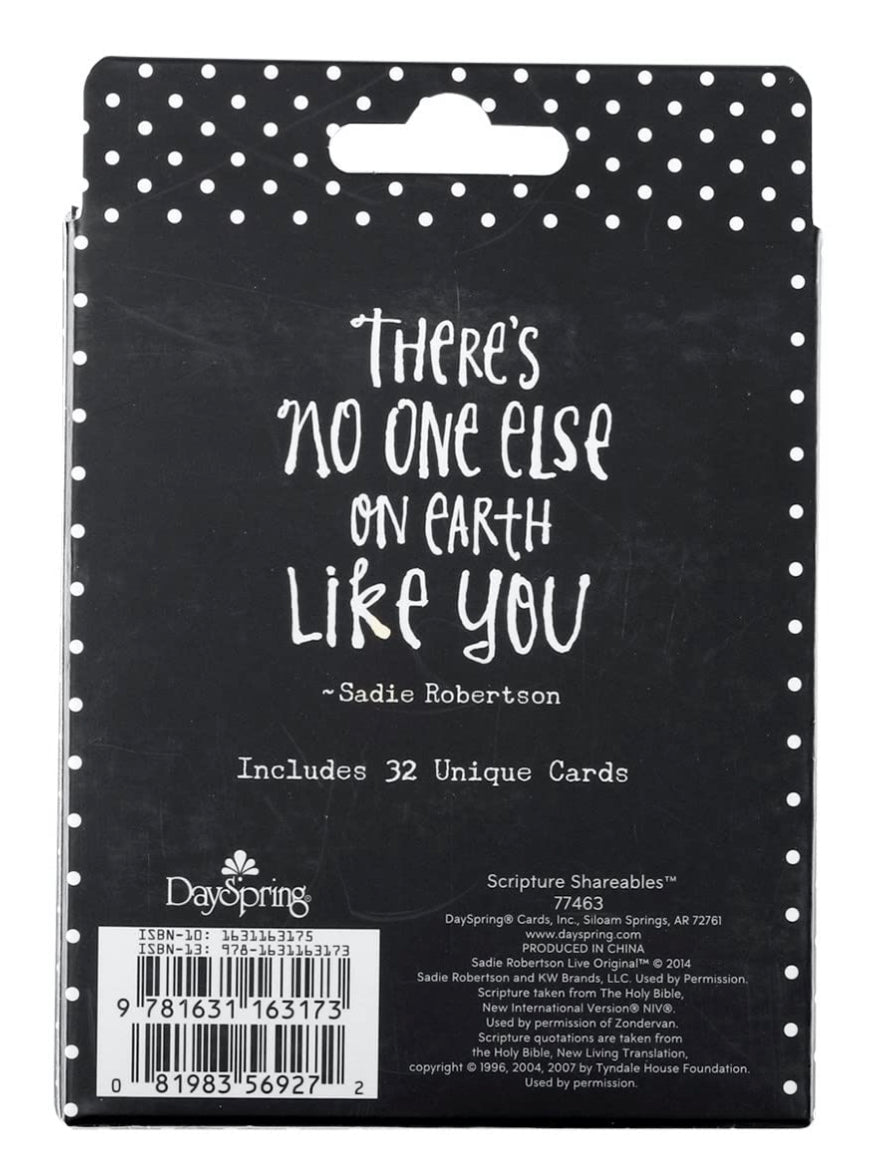 THERE'S
NO ONE ELSE
ON EARTH
LIKE YOU
~Sadie Robertson
Includes 32 Unique Cards
DaySpring®
ISBN-10: 1631163175
ISBN-13: 978-1631163173
9 781631 163173
0 81983 56927 2
Scripture Shareables™
77463
DaySpring® Cards, Inc., Siloam Springs, AR 72761
www.dayspring.com
PRODUCED IN CHINA
Sadie Robertson Live Original™ © 2014
Sadie Robertson and KW Brands, LLC. Used by Permission.
Scripture taken from The Holy Bible,
New International Version® NIV®.
Used by permission of Zondervan.
Scripture quotations are taken from
the Holy Bible, New Living Translation,
copyright © 1996, 2004, 2007 by Tyndale House Foundation.
Used by permission.